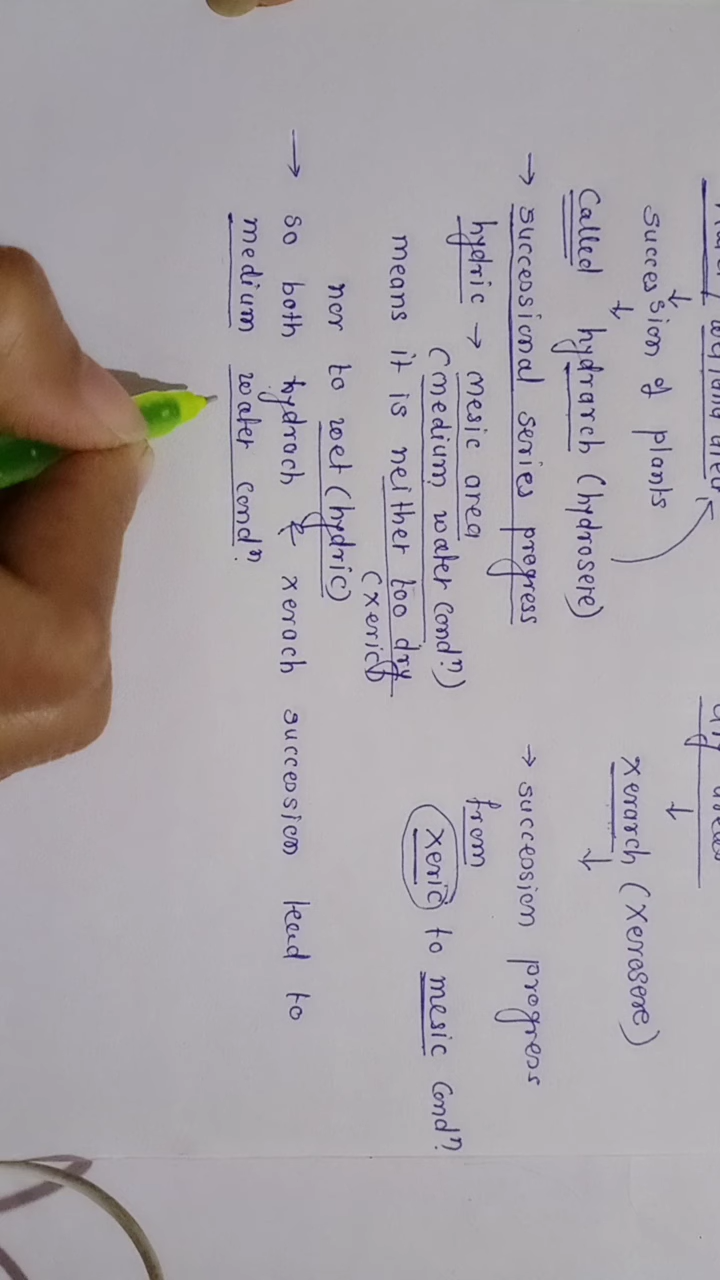 wetland area
succession of plants
called hydrarch (hydrosere)
→ successional series progress
hydric → mesic area
(medium water condⁿ)
means it is neither too dry
(xeric)
nor to wet (hydric)
xerarch (xerosere)
→ succession progress
from
xeric to mesic condⁿ
→ so both hydrach & xerach succession lead to
medium water condⁿ